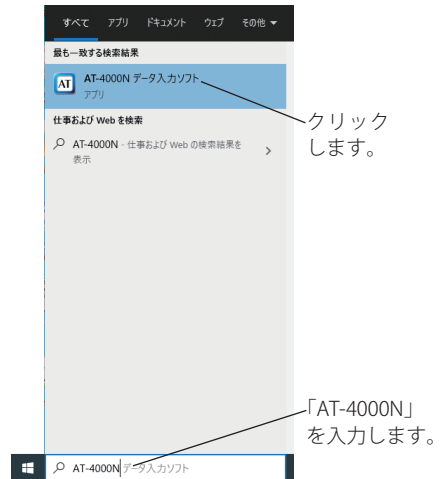 すべて アプリ ドキュメント ウェブ その他 ▼
最も一致する検索結果
AT AT-4000N データ入力ソフト
アプリ
クリック
します。
仕事および Web を検索
AT-4000N - 仕事および Web の検索結果を
表示
「AT-4000N」
を入力します。
AT-4000N データ入力ソフト